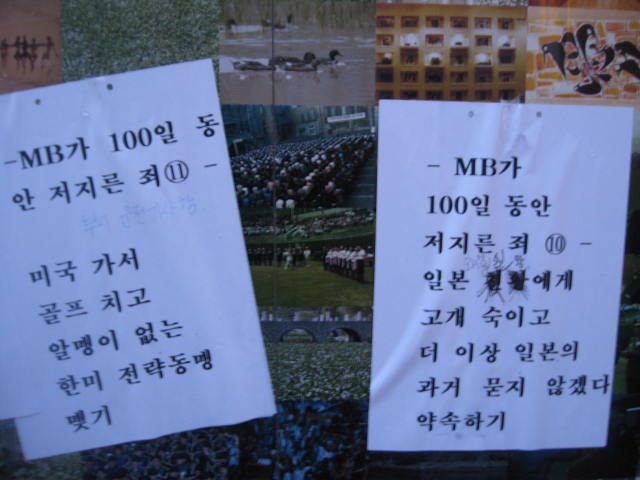 -MB가 100일 동
안 저지른 죄⑪ -
미국 가서
골프 치고
알맹이 없는
한미 전략동맹
맺기
- MB가
100일 동안
저지른 죄 ⑩ -
일본 에게
고개 숙이고
더 이상 일본의
과거 묻지 않겠다
약속하기